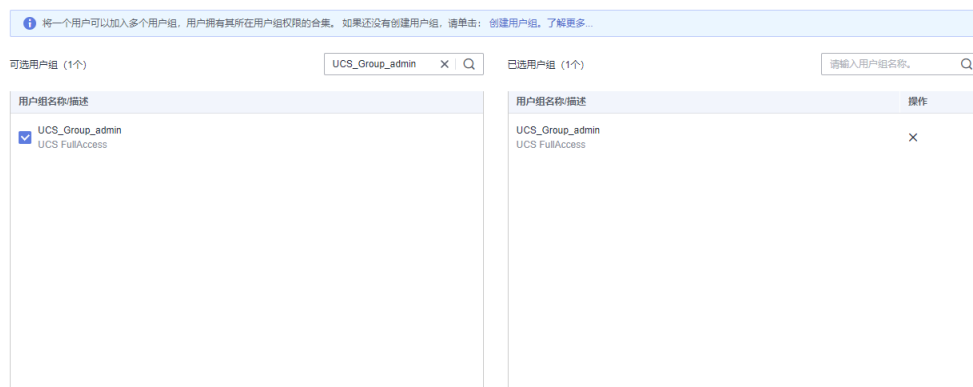 将一个用户可以加入多个用户组，用户拥有其所在用户组权限的合集。 如果还没有创建用户组，请单击： 创建用户组。了解更多...
可选用户组（1个）
UCS_Group_admin
已选用户组（1个）
请输入用户组名称。
用户组名称/描述
用户组名称/描述 操作
UCS_Group_admin
UCS FullAccess
UCS_Group_admin
UCS FullAccess